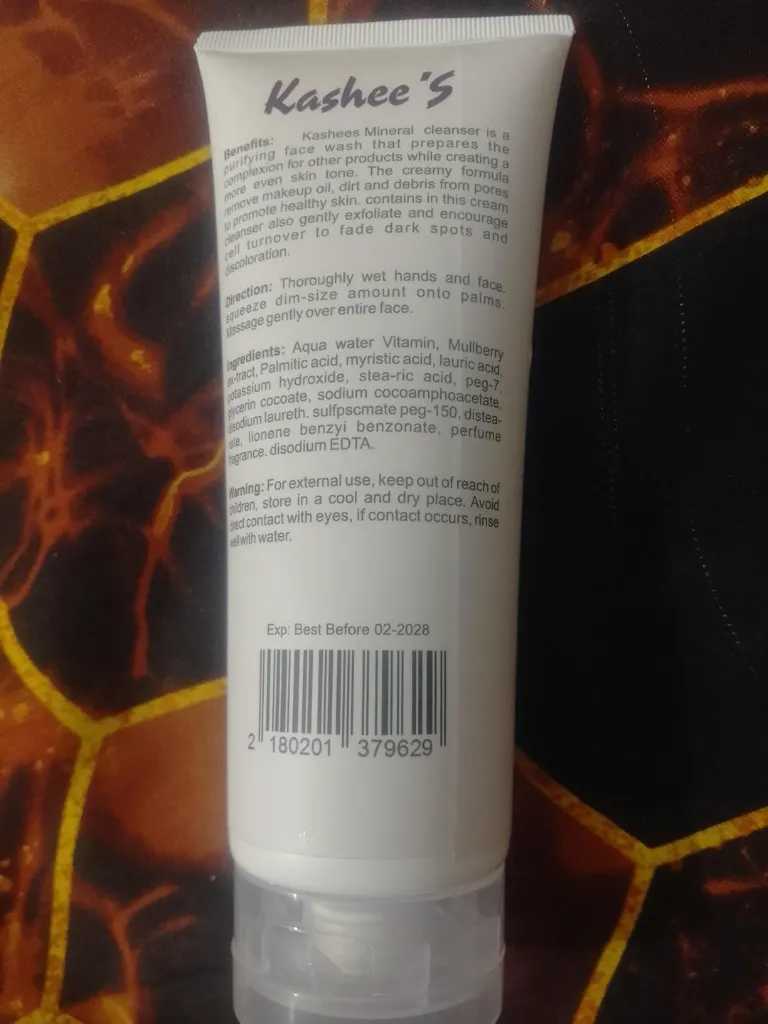 Kashee'S
Benefits: Kashees Mineral cleanser is a
purifying face wash that prepares the
complexion for other products while creating a
more even skin tone. The creamy formula
remove makeup oil, dirt and debris from pores
to promote healthy skin. contains in this cream
cleanser also gently exfoliate and encourage
cell turnover to fade dark spots and
discoloration.
Direction: Thoroughly wet hands and face.
squeeze dim-size amount onto palms
Massage gently over entire face.
Ingredients: Aqua water Vitamin, Mullberry
ex-tract, Palmitic acid, myristic acid, lauric acid,
potassium hydroxide, stea-ric acid, peg-7,
glycerin cocoate, sodium cocoamphoacetate,
disodium laureth. sulfpscmate peg-150, distea-
rate, lionene benzyi benzonate, perfume
fragrance. disodium EDTA.
Warning: For external use, keep out of reach of
children, store in a cool and dry place. Avoid
direct contact with eyes, if contact occurs, rinse
well with water.
Exp: Best Before 02-2028
2 180201 379629